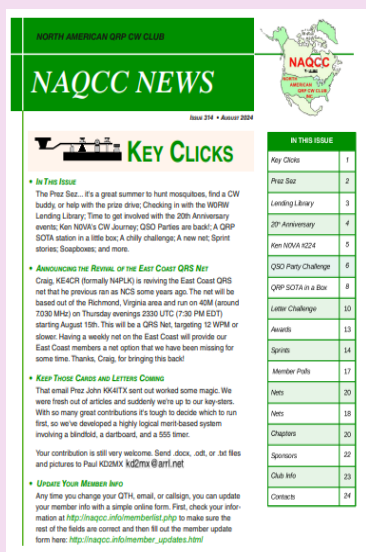 NORTH AMERICAN QRP CW CLUB
NAQCC NEWS
NAQCC
NORTH
AMERICAN
QRP CW CLUB
ISSUE 314 • AUGUST 2024
KEY CLICKS
• IN THIS ISSUE
The Prez Sez... it's a great summer to hunt mosquitoes, find a CW
buddy, or help with the prize drive; Checking in with the W0RW
Lending Library; Time to get involved with the 20th Anniversary
events; Ken N0VA's CW Journey; QSO Parties are back!; A QRP
SOTA station in a little box; A chilly challenge; A new net; Sprint
stories; Soapboxes, and more.
• ANNOUNCING THE REVIVAL OF THE EAST COAST QRS NET
Craig, KE4CR (formally N4PLK) is reviving the East Coast QRS
net that he previous ran as NCS some years ago. The net will be
based out of the Richmond, Virginia area and run on 40M (around
7.030 MHz) on Thursday evenings 2330 UTC (7:30 PM EDT)
starting August 15th. This will be a QRS Net, targeting 12 WPM or
slower. Having a weekly net on the East Coast will provide our
East Coast members a net option that we have been missing for
some time. Thanks, Craig, for bringing this back!
• KEEP THOSE CARDS AND LETTERS COMING
That email Prez John KK4ITX sent out worked some magic. We
were fresh out of articles and suddenly we're up to our key-sters.
With so many great contributions it's tough to decide which to run
first, so we've developed a highly logical merit-based system
involving a blindfold, a dartboard, and a 555 timer.
Your contribution is still very welcome. Send .docx, .odt, or .txt files
and pictures to Paul KD2MX kd2mx@arrl.net
• UPDATE YOUR MEMBER INFO
Any time you change your QTH, email, or callsign, you can update
your member info with a simple online form. First, check your infor-
mation at http://naqcc.info/memberlist.php to make sure the
rest of the fields are correct and then fill out the member update
form here: http://naqcc.info/member_updates.html
IN THIS ISSUE
Key Clicks 1
Prez Sez 2
Lending Library 3
20th Anniversary 4
Ken N0VA #224 5
QSO Party Challenge 6
QRP SOTA in a Box 8
Letter Challenge 10
Awards 13
Sprints 14
Member Polls 17
Nets 20
Nets 18
Chapters 20
Sponsors 22
Club Info 23
Contacts 24